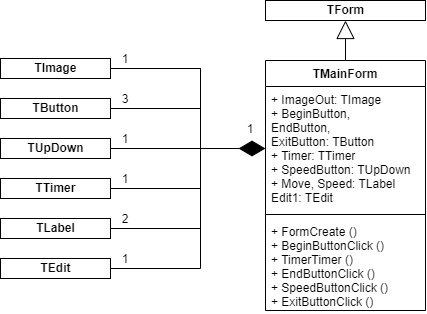 TForm
TImage
1
TButton
3
TUpDown
1
TTimer
1
TLabel
2
TEdit
1
1
TMainForm
+ ImageOut: TImage
+ BeginButton,
EndButton,
ExitButton: TButton
+ Timer: TTimer
+ SpeedButton: TUpDown
+ Move, Speed: TLabel
Edit1: TEdit
+ FormCreate ()
+ BeginButtonClick ()
+ TimerTimer ()
+ EndButtonClick ()
+ SpeedButtonClick ()
+ ExitButtonClick ()